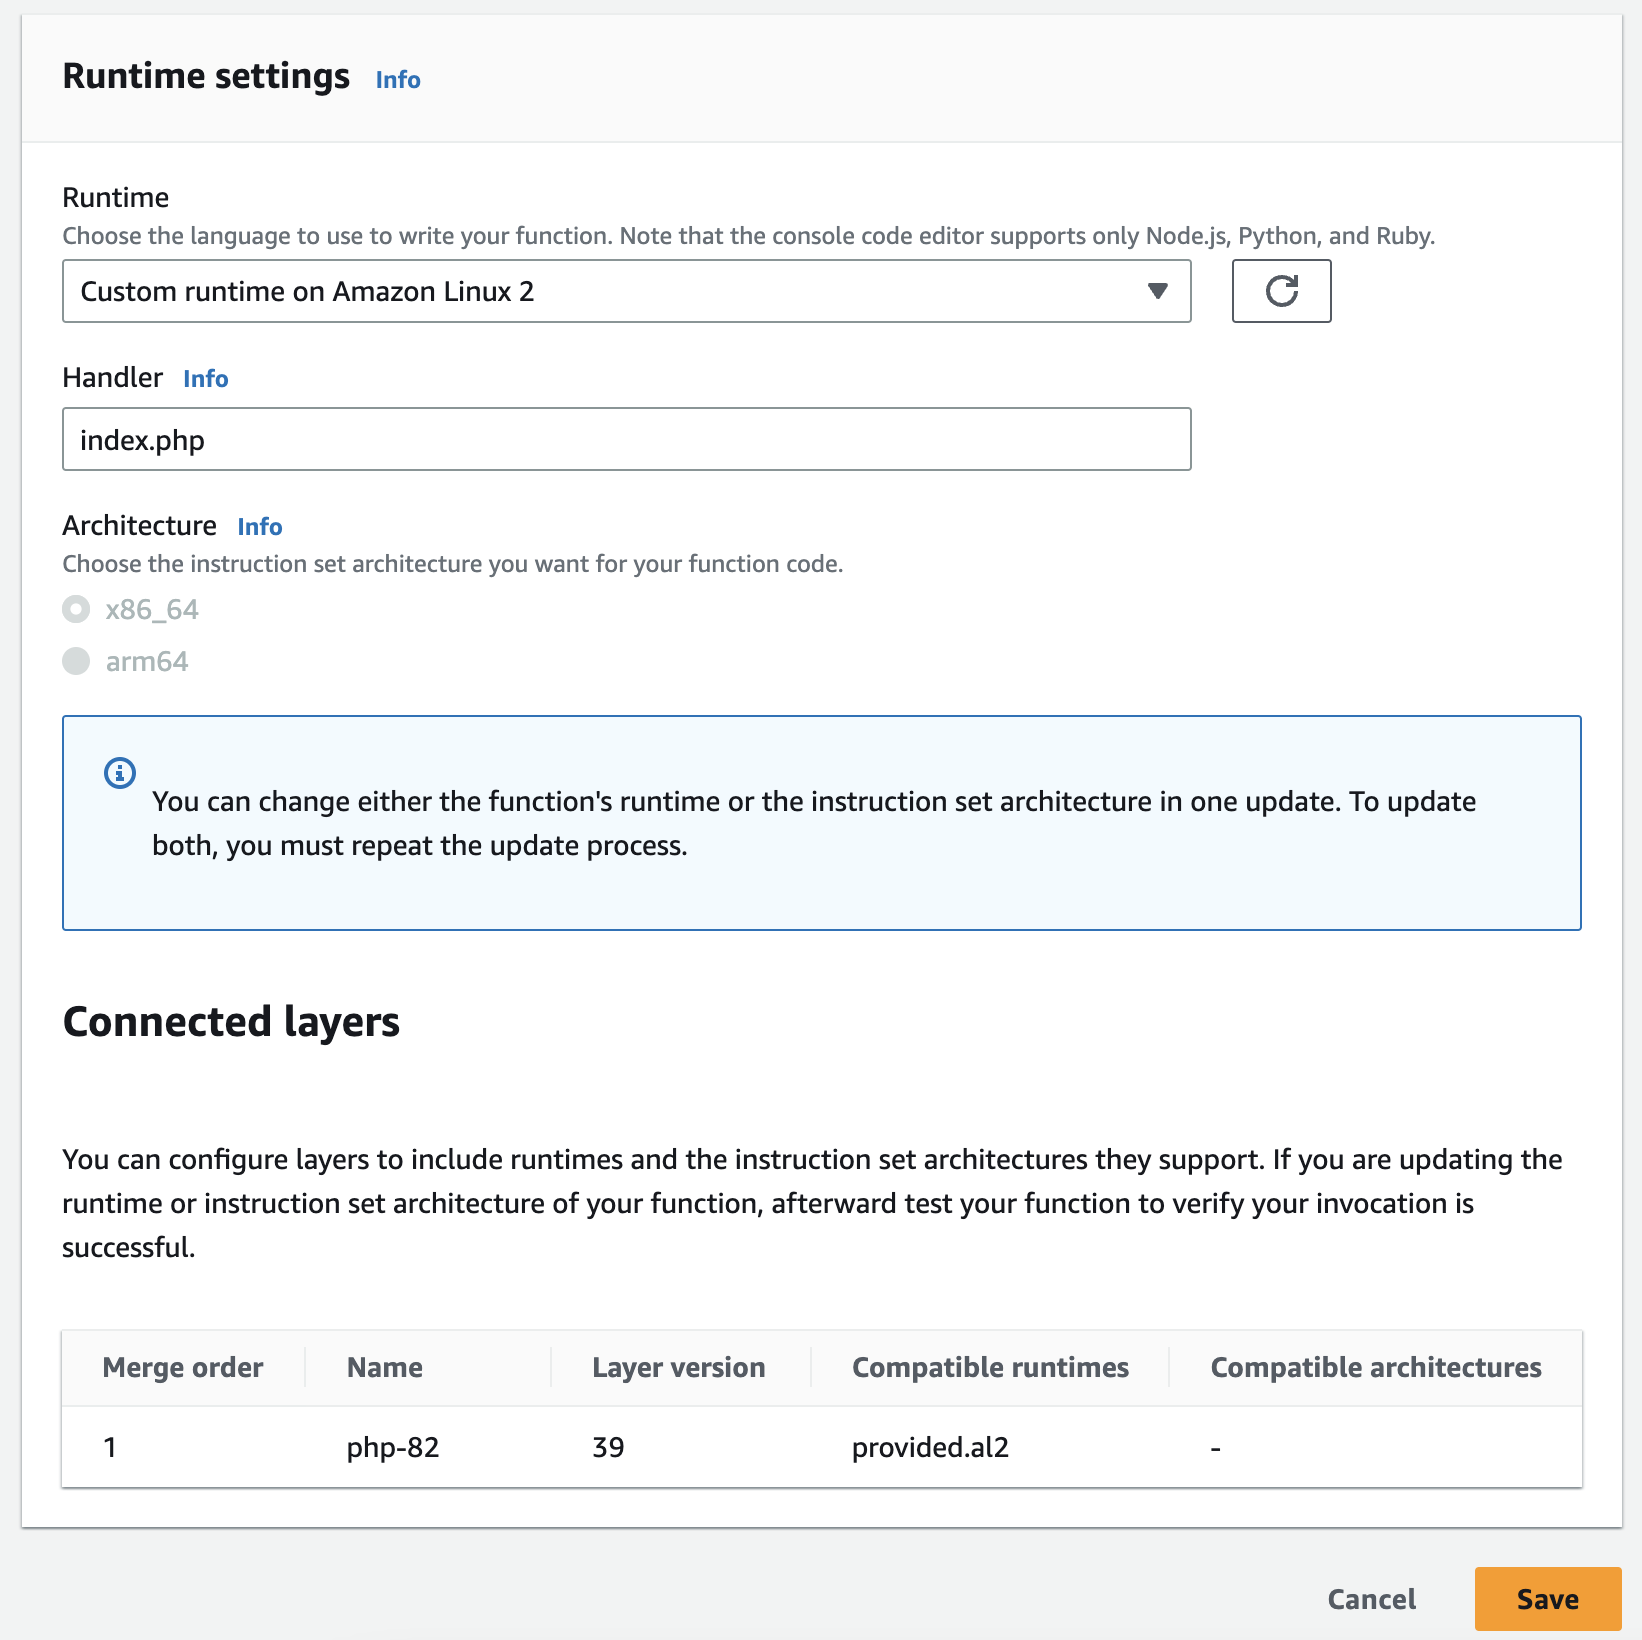 Runtime settings Info
Runtime
Choose the language to use to write your function. Note that the console code editor supports only Node.js, Python, and Ruby.
Custom runtime on Amazon Linux 2
Handler Info
index.php
Architecture Info
Choose the instruction set architecture you want for your function code.
x86_64
arm64
You can change either the function's runtime or the instruction set architecture in one update. To update
both, you must repeat the update process.
Connected layers
You can configure layers to include runtimes and the instruction set architectures they support. If you are updating the
runtime or instruction set architecture of your function, afterward test your function to verify your invocation is
successful.
Merge order Name Layer version Compatible runtimes Compatible architectures
1 php-82 39 provided.al2 -
Cancel Save